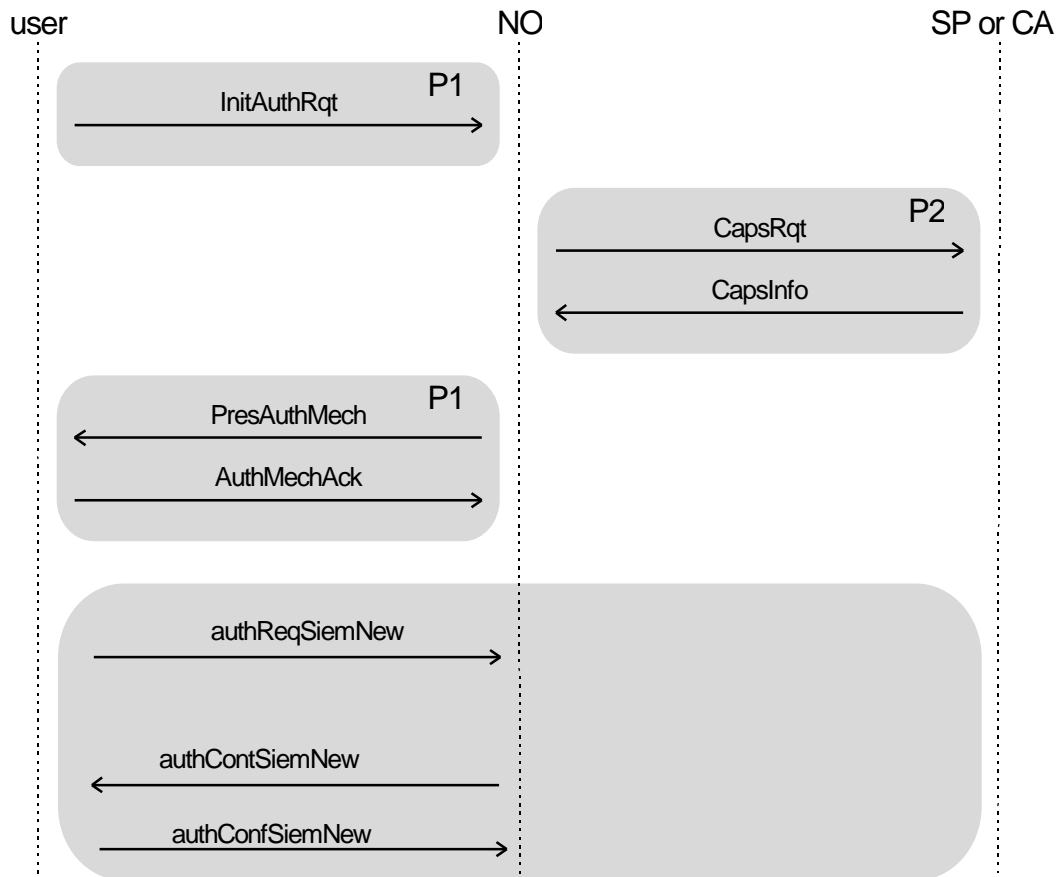 user NO SP or CA
P1
InitAuthRqt
P2
CapsRqt
CapsInfo
P1
PresAuthMech
AuthMechAck
authReqSiemNew
authContSiemNew
authConfSiemNew